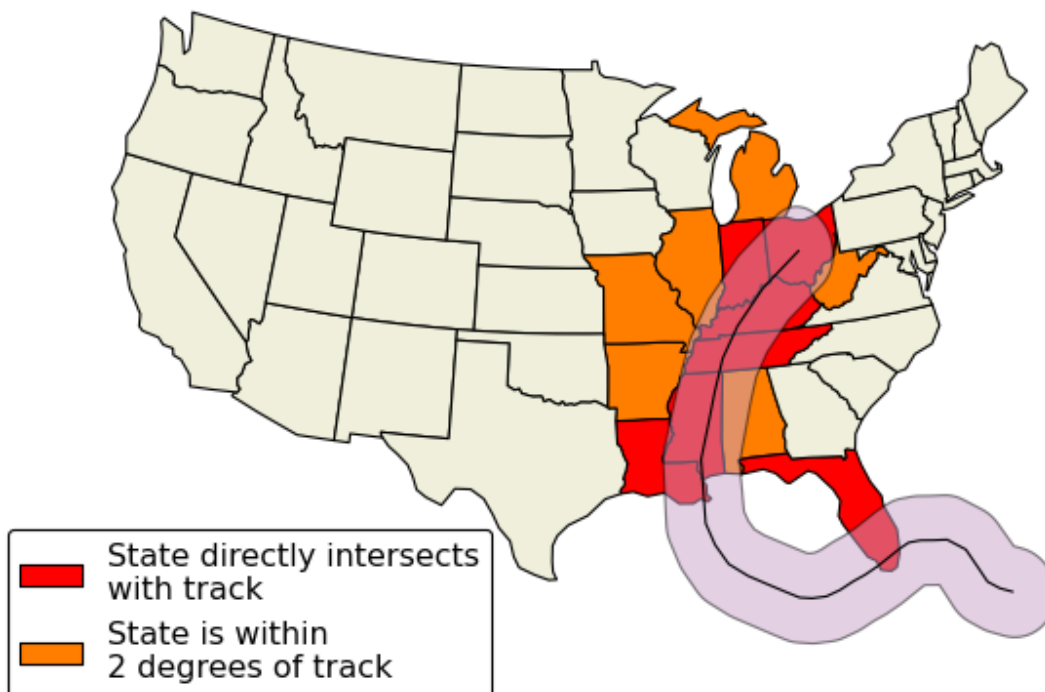 State directly intersects
with track
State is within
2 degrees of track